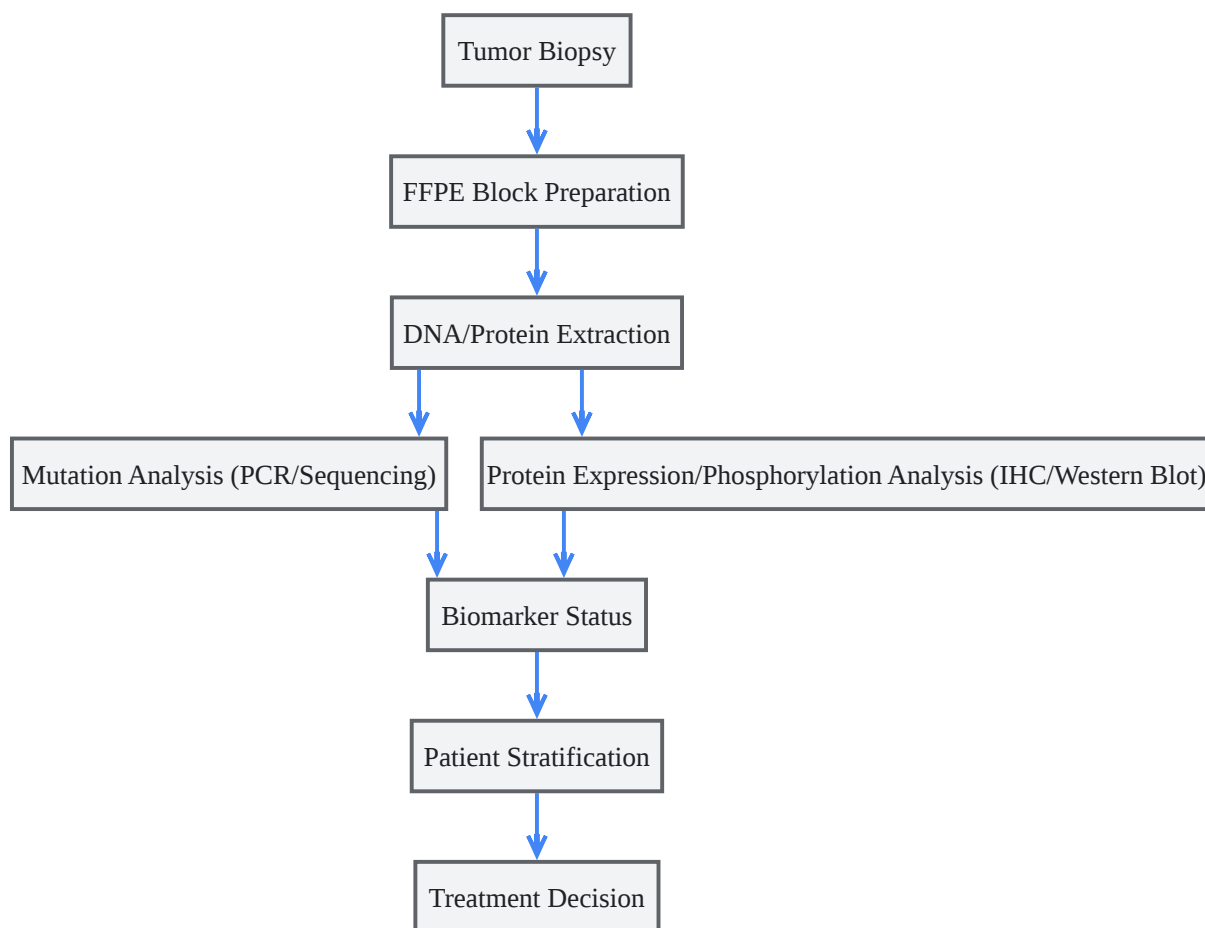 Tumor Biopsy
FFPE Block Preparation
DNA/Protein Extraction
Mutation Analysis (PCR/Sequencing)
Protein Expression/Phosphorylation Analysis (IHC/Western Blot)
Biomarker Status
Patient Stratification
Treatment Decision